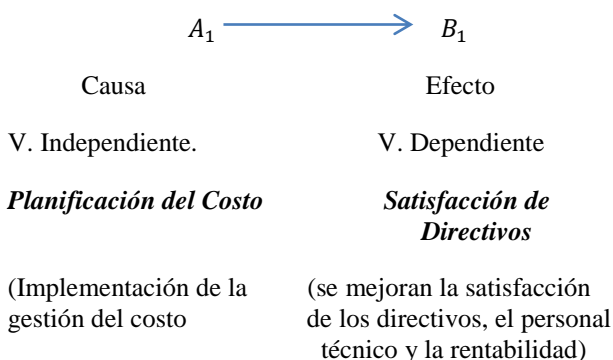 A₁ B₁
Causa Efecto
V. Independiente. V. Dependiente
Planificación del Costo Satisfacción de
Directivos
(Implementación de la (se mejoran la satisfacción
gestión del costo de los directivos, el personal
técnico y la rentabilidad)